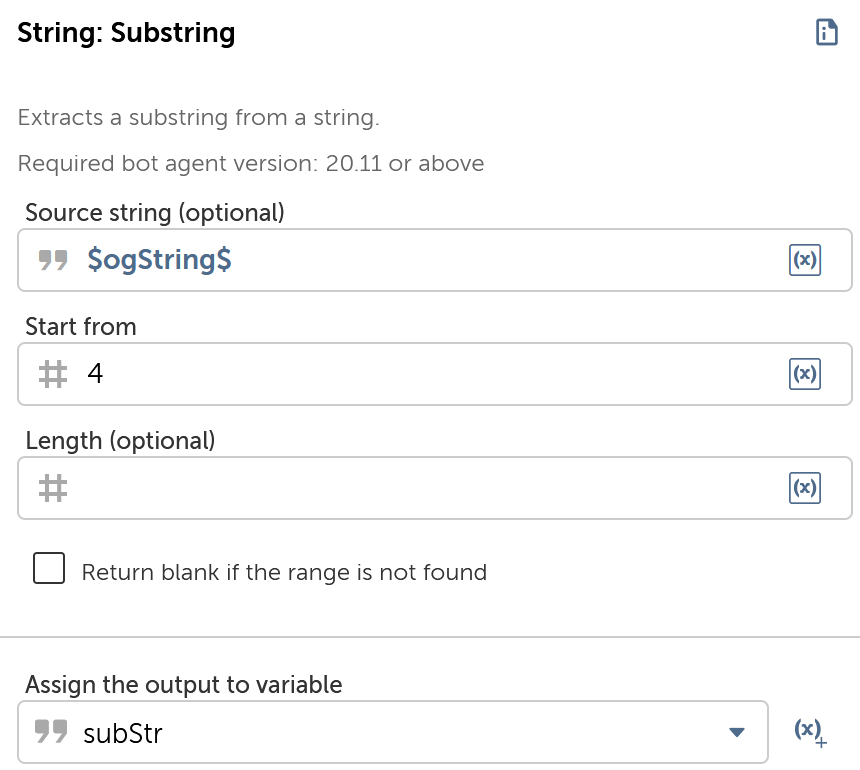 String: Substring
Extracts a substring from a string.
Required bot agent version: 20.11 or above
Source string (optional)
$ogString$ (x)
Start from
4 (x)
Length (optional)
(x)
Return blank if the range is not found
Assign the output to variable
subStr (x)+